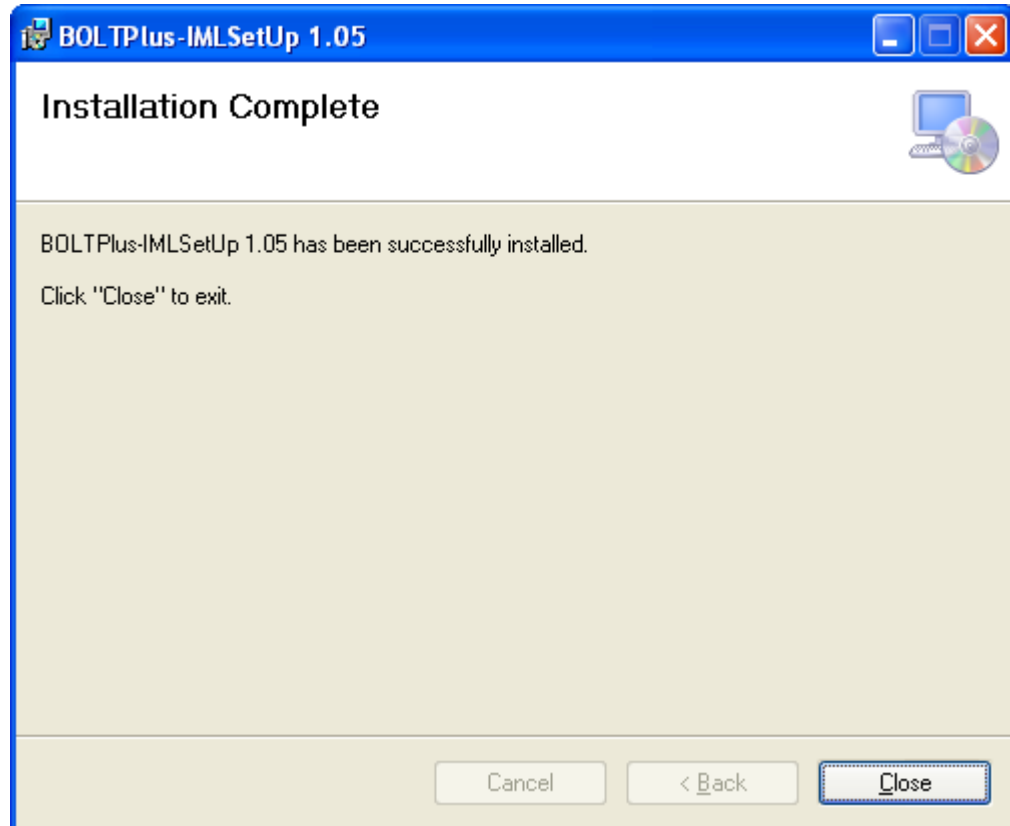 BOLTPlus-IMLSetUp 1.05
Installation Complete
BOLTPlus-IMLSetUp 1.05 has been successfully installed.
Click "Close" to exit.
Cancel
< Back
Close